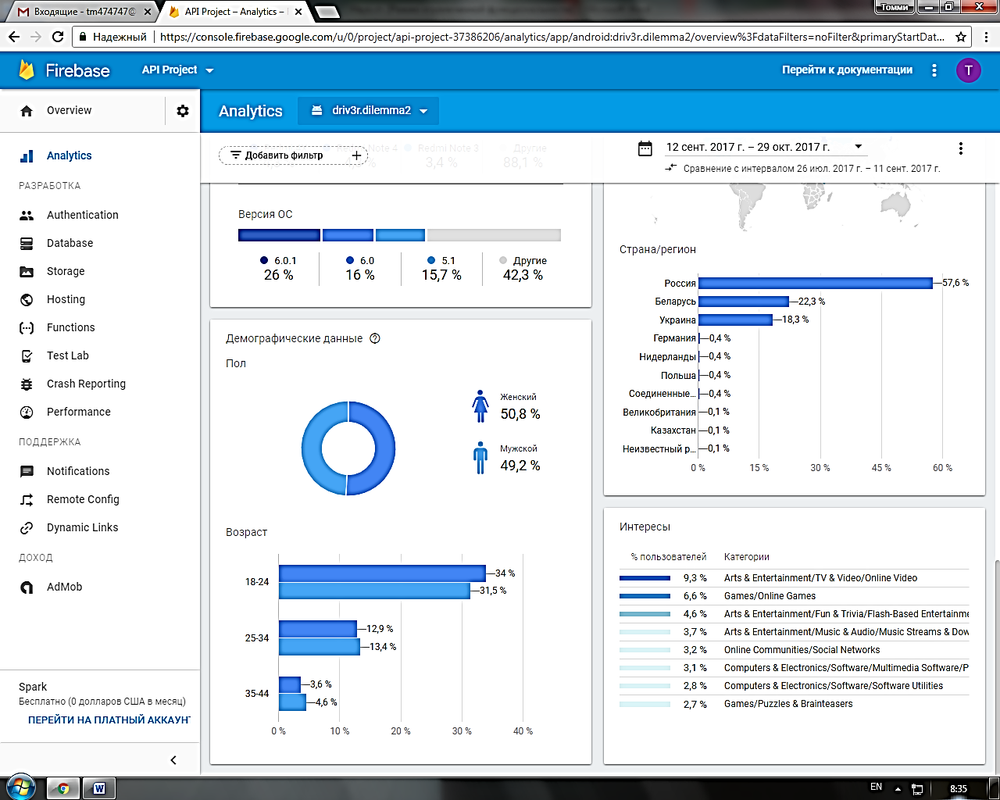 Входящие - tm474747@
API Project – Analytics –
Томми
Надежный
https://console.firebase.google.com/u/0/project/api-project-37386206/analytics/app/android:driv3r.dilemma2/overview%3FdataFilters=noFilter&primaryStartDat...
Firebase
API Project
Перейти к документации
T
Overview
Analytics
driv3r.dilemma2
Analytics
Добавить фильтр
Redmi Note 4
Redmi Note 3
3,4 %
Другие
88,1 %
12 сент. 2017 г. – 29 окт. 2017 г.
Сравнение с интервалом 26 июл. 2017 г. – 11 сент. 2017 г.
РАЗРАБОТКА
Authentication
Database
Storage
Hosting
Functions
Test Lab
Crash Reporting
Performance
ПОДДЕРЖКА
Notifications
Remote Config
Dynamic Links
ДОХОД
AdMob
Spark
Бесплатно (0 долларов США в месяц)
ПЕРЕЙТИ НА ПЛАТНЫЙ АККАУНТ
Версия ОС
6.0.1
26 %
6.0
16 %
5.1
15,7 %
Другие
42,3 %
Демографические данные
Пол
Женский
50,8 %
Мужской
49,2 %
Возраст
18-24
34 %
31,5 %
25-34
12,9 %
13,4 %
35-44
3,6 %
4,6 %
0 % 10 % 20 % 30 % 40 %
Страна/регион
Россия 57,6 %
Беларусь 22,3 %
Украина 18,3 %
Германия 0,4 %
Нидерланды 0,4 %
Польша 0,4 %
Соединенные... 0,4 %
Великобритания 0,1 %
Казахстан 0,1 %
Неизвестный р... 0,1 %
0 % 15 % 30 % 45 % 60 %
Интересы
% пользователей Категории
9,3 % Arts & Entertainment/TV & Video/Online Video
6,6 % Games/Online Games
4,6 % Arts & Entertainment/Fun & Trivia/Flash-Based Entertainme
3,7 % Arts & Entertainment/Music & Audio/Music Streams & Dow
3,2 % Online Communities/Social Networks
3,1 % Computers & Electronics/Software/Multimedia Software/P
2,8 % Computers & Electronics/Software/Software Utilities
2,7 % Games/Puzzles & Brainteasers
EN
8:35